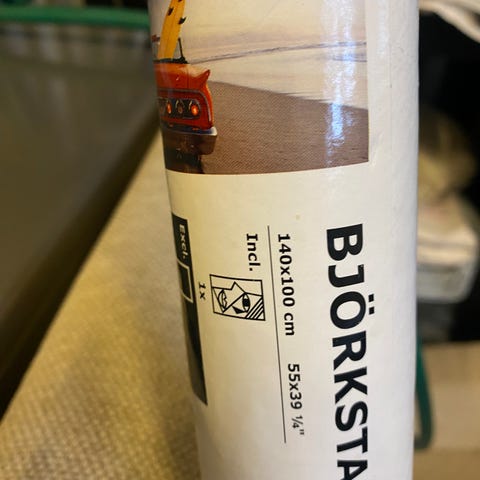 BJÖRKSTA
140x100 cm 55x39 ¼"
Incl.
1x
Excl.